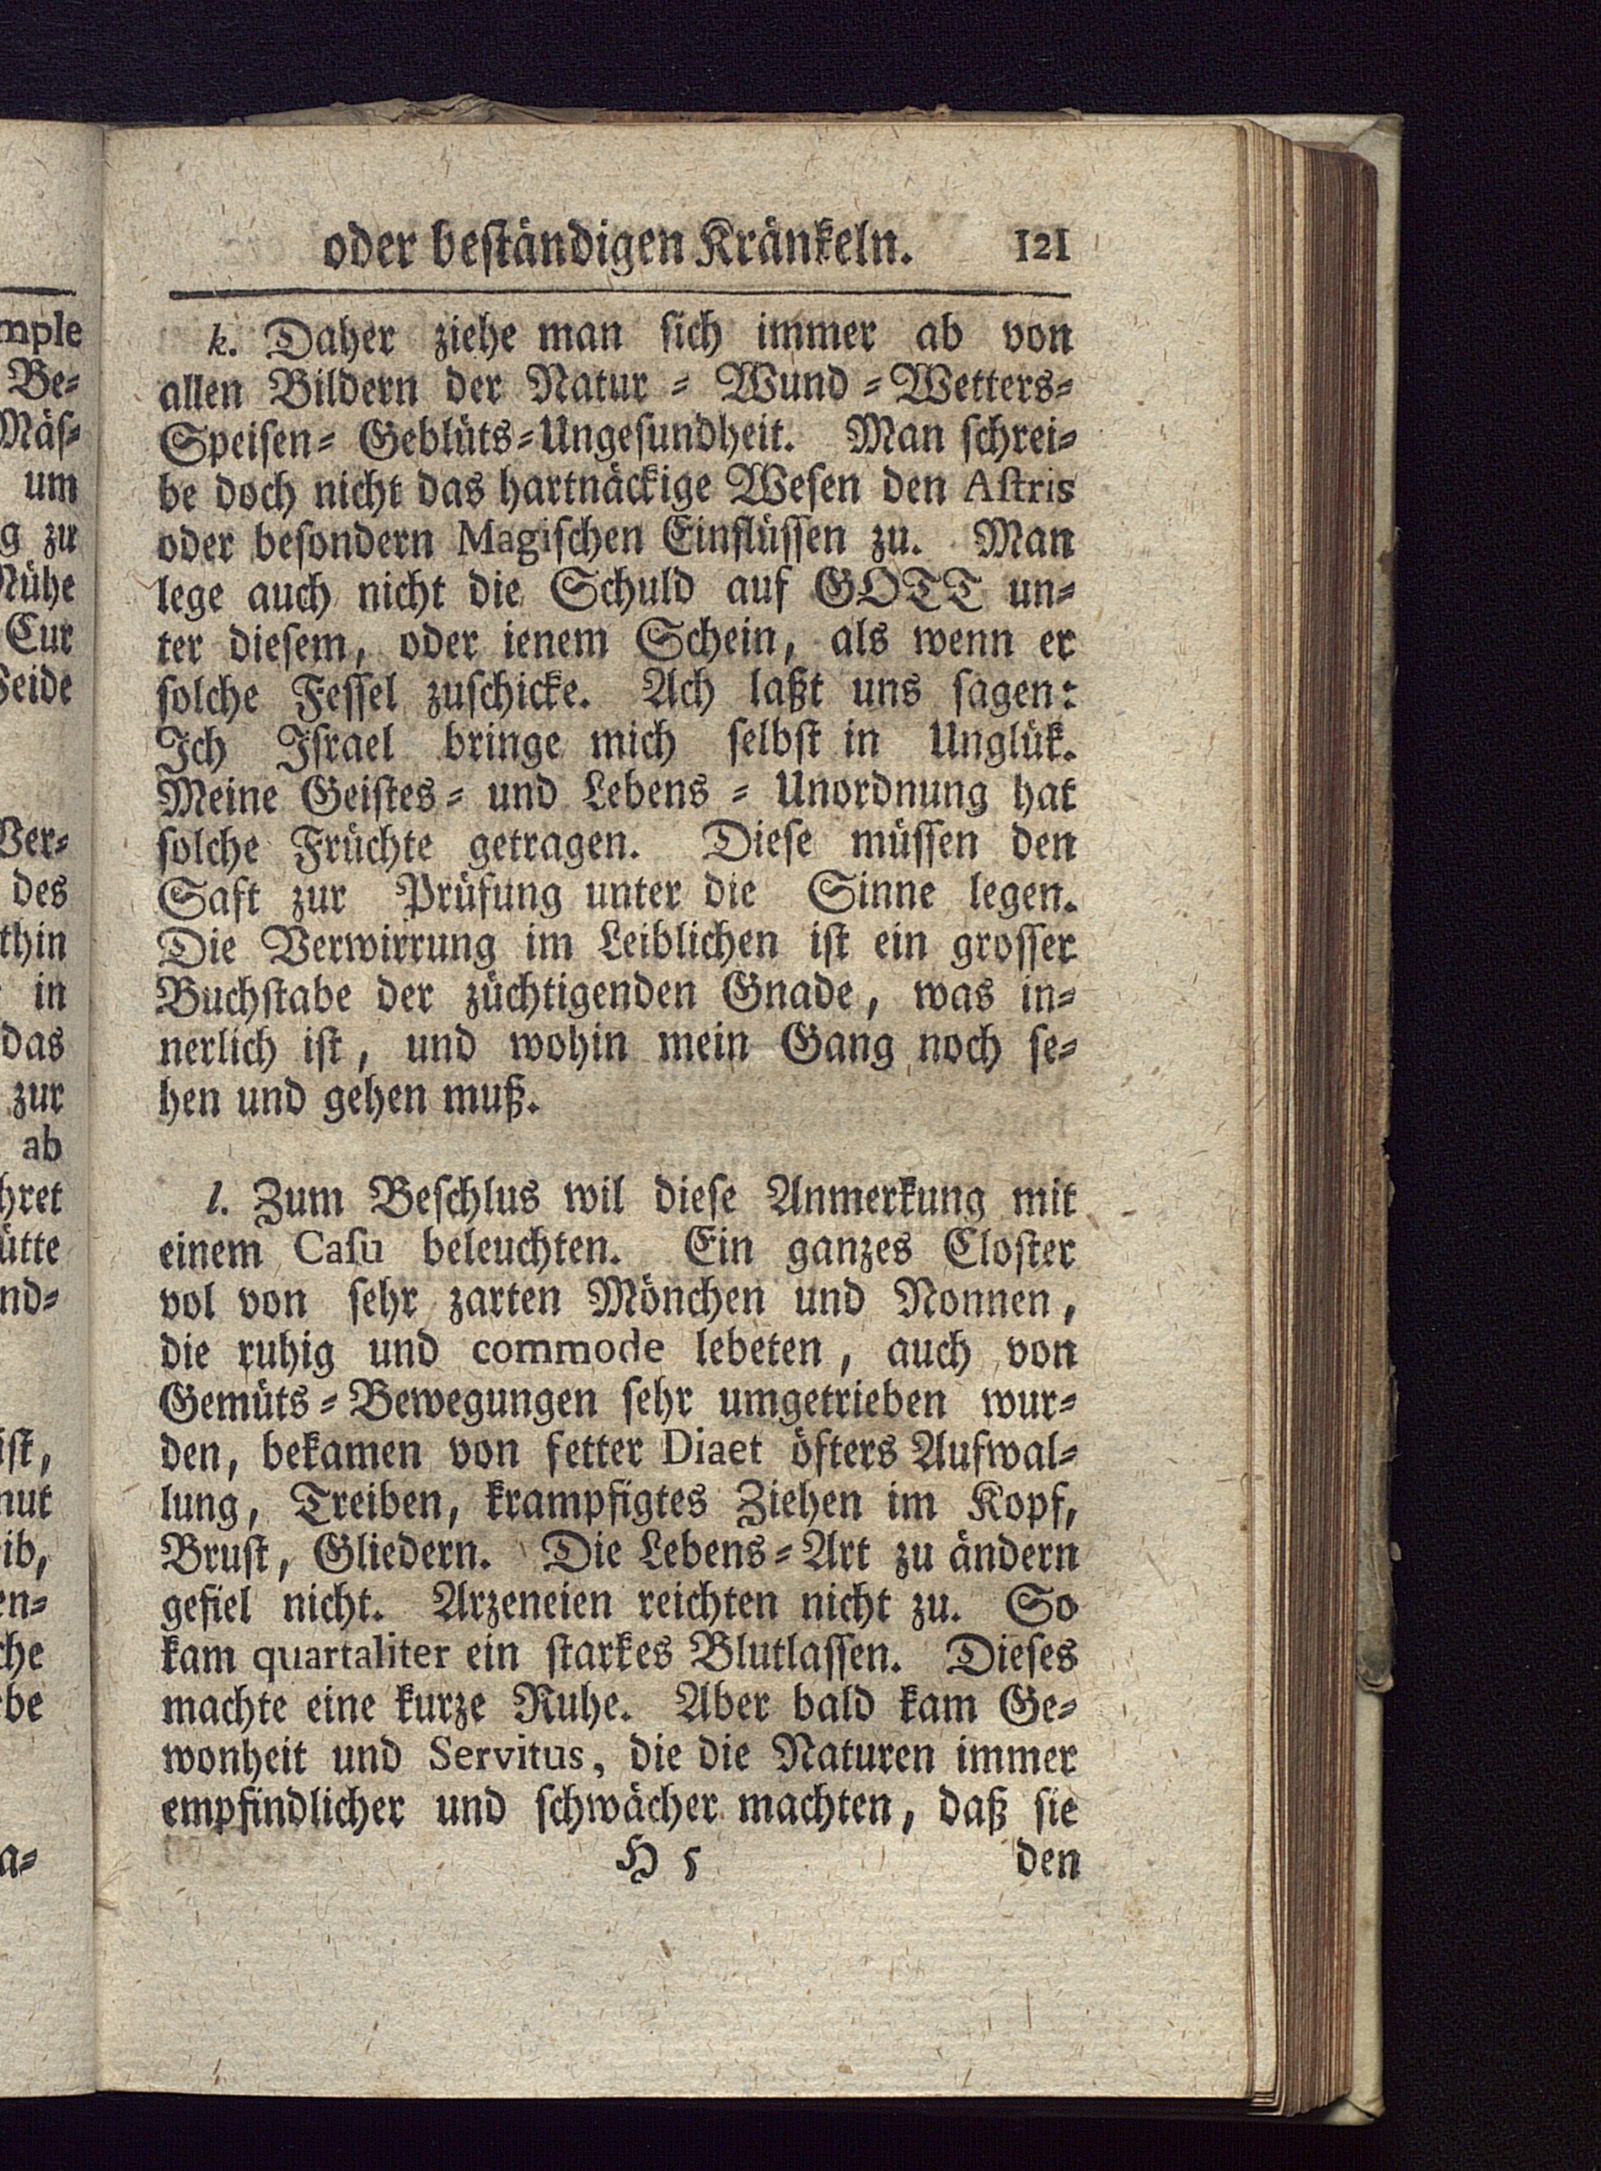 oder beständigen Kränkeln. 121
k. Daher ziehe man sich immer ab von
allen Bildern der Natur - Wund - Wetters-
Speisen- Geblüts-Ungesundheit. Man schrei-
be doch nicht das hartnäckige Wesen den Astris
oder besondern Magischen Einflüssen zu. Man
lege auch nicht die Schuld auf GOTT un-
ter diesem, oder ienem Schein, als wenn er
solche Fessel zuschicke. Ach laßt uns sagen:
Ich Israel bringe mich selbst in Unglük.
Meine Geistes- und Lebens - Unordnung hat
solche Früchte getragen. Diese müssen den
Saft zur Prüfung unter die Sinne legen.
Die Verwirrung im Leiblichen ist ein grosser
Buchstabe der züchtigenden Gnade, was in-
nerlich ist, und wohin mein Gang noch se-
hen und gehen muß.
l. Zum Beschlus wil diese Anmerkung mit
einem Casu beleuchten. Ein ganzes Closter
vol von sehr zarten Mönchen und Nonnen,
die ruhig und commode lebeten, auch von
Gemüts-Bewegungen sehr umgetrieben wur-
den, bekamen von fetter Diaet öfters Aufwal-
lung, Treiben, krampfigtes Ziehen im Kopf,
Brust, Gliedern. Die Lebens-Art zu ändern
gefiel nicht. Arzeneien reichten nicht zu. So
kam quartaliter ein starkes Blutlassen. Dieses
machte eine kurze Ruhe. Aber bald kam Ge-
wonheit und Servitus, die die Naturen immer
empfindlicher und schwächer machten, daß sie
H 5 den